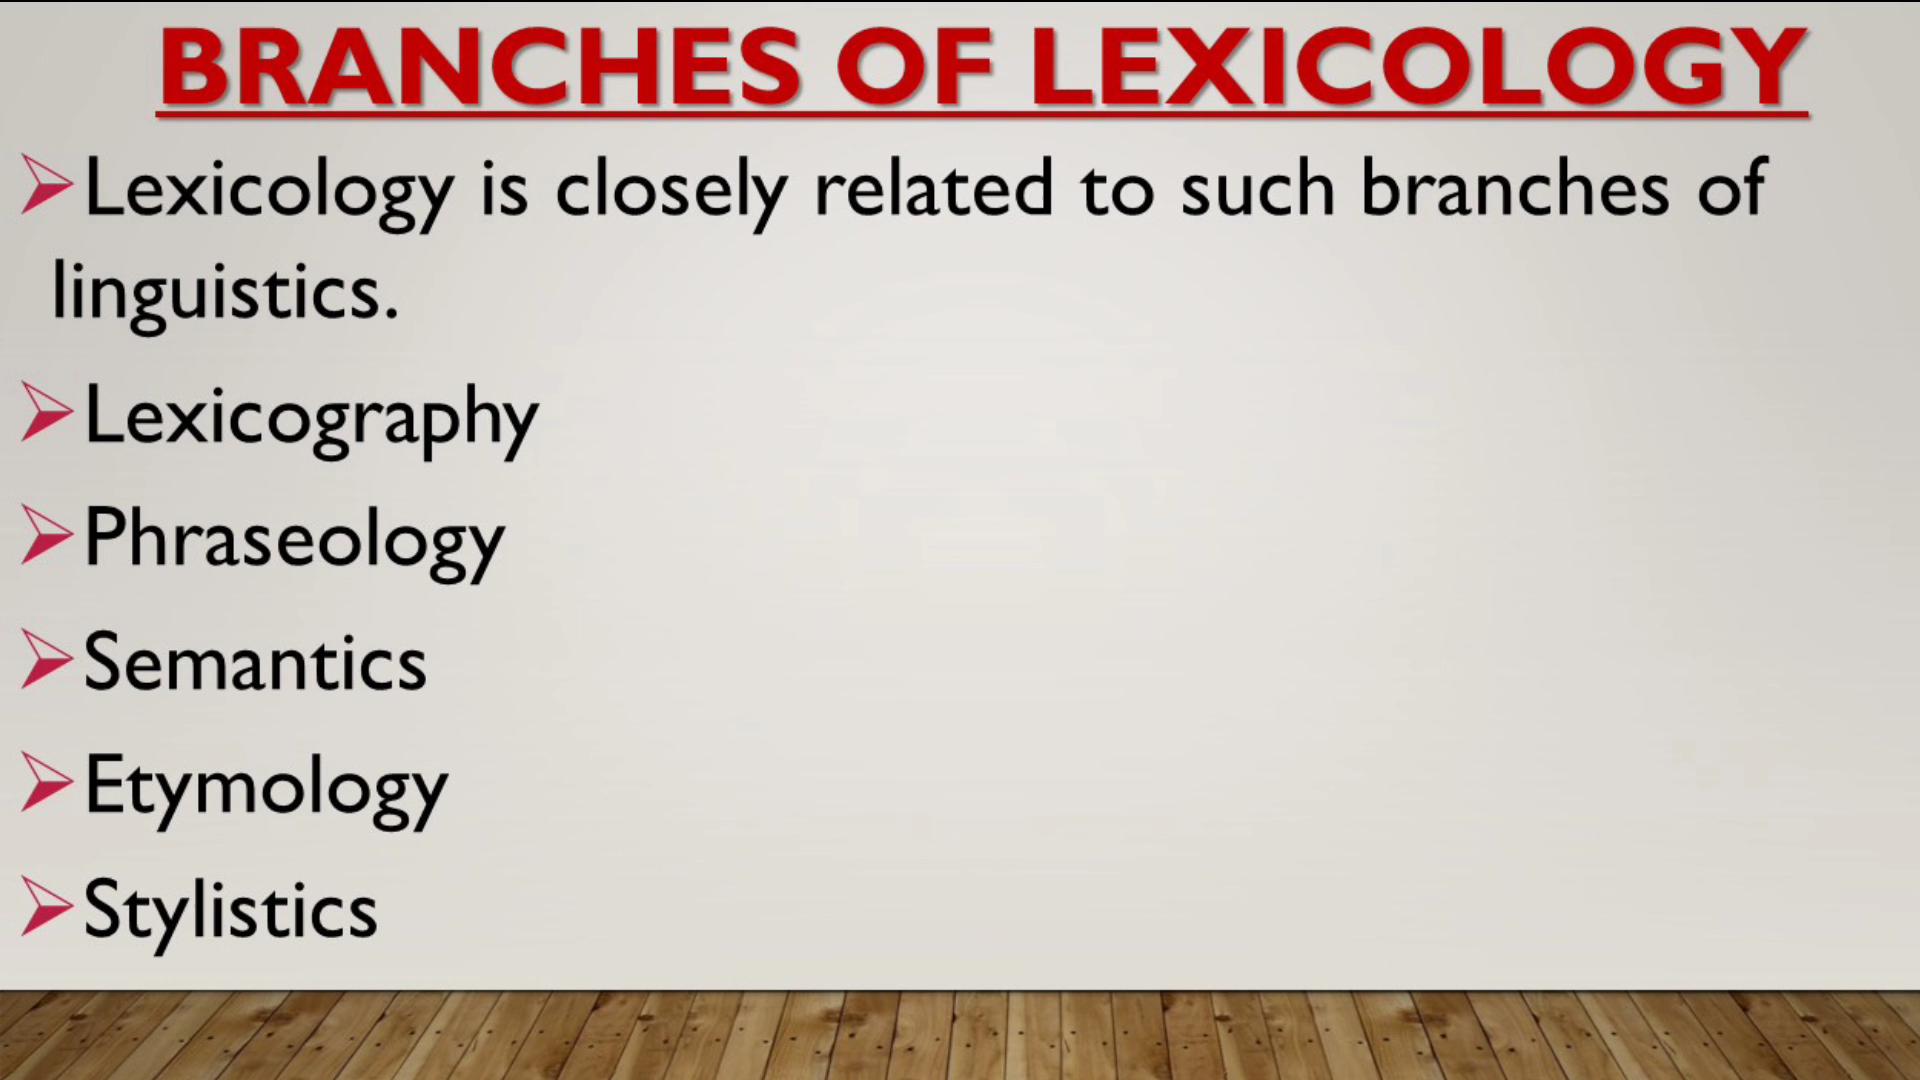 BRANCHES OF LEXICOLOGY
Lexicology is closely related to such branches of
linguistics.
Lexicography
Phraseology
Semantics
Etymology
Stylistics